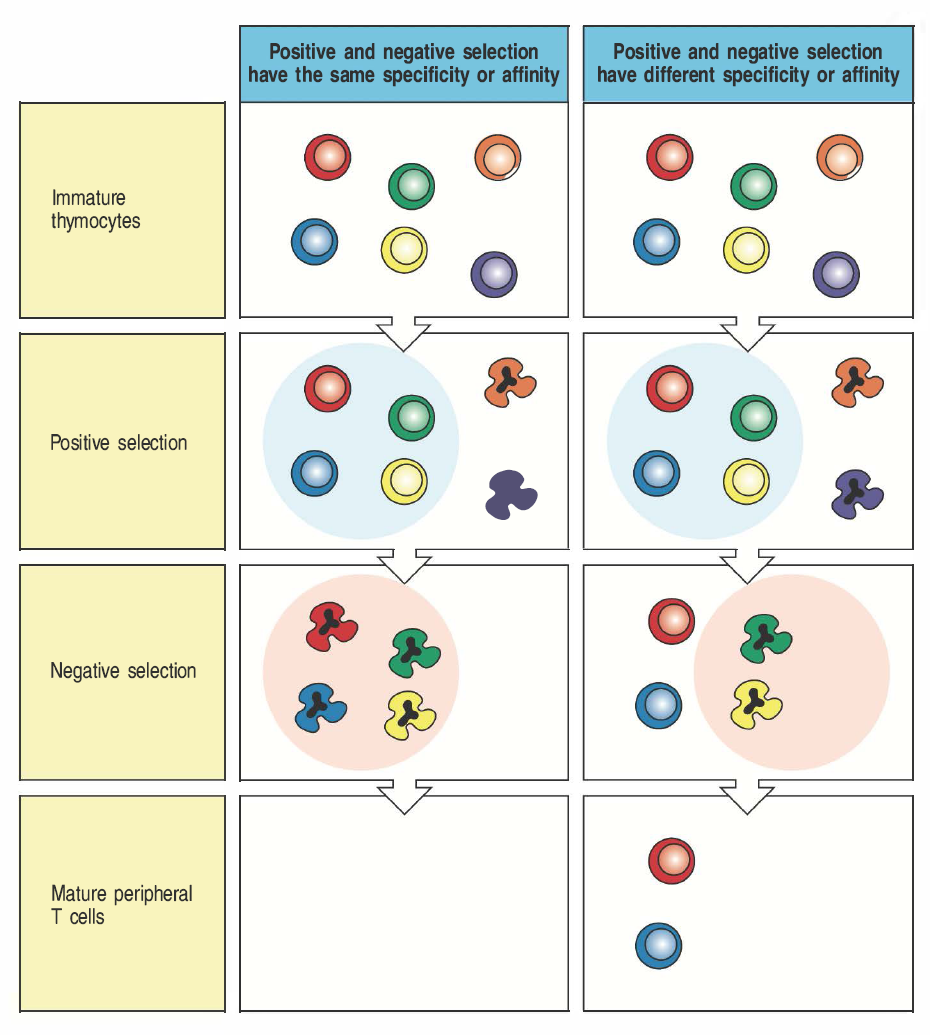 Positive and negative selection
have the same specificity or affinity
Positive and negative selection
have different specificity or affinity
Immature
thymocytes
Positive selection
Negative selection
Mature peripheral
T cells